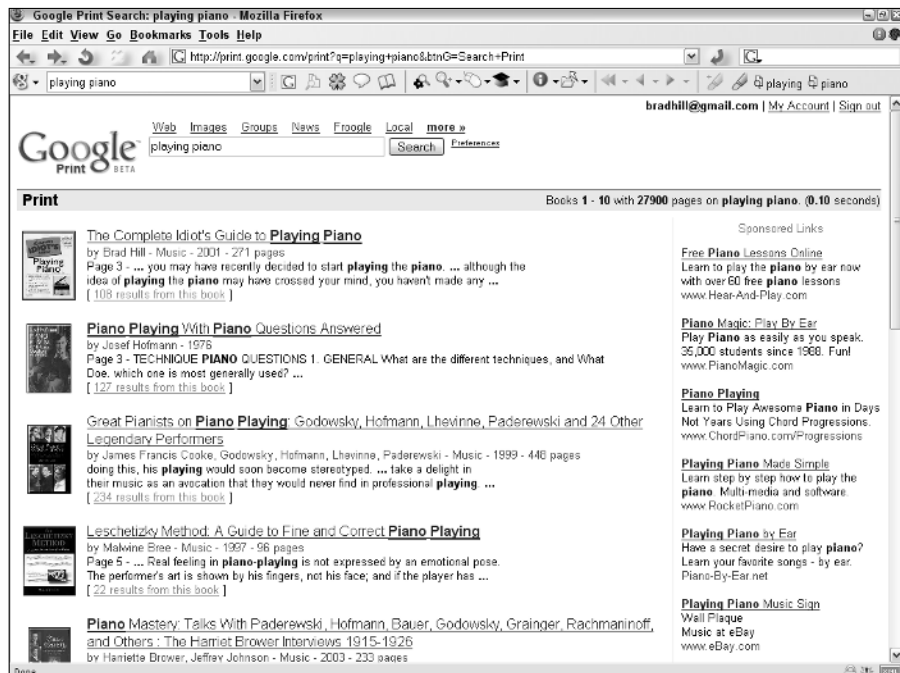 Google Print Search: playing piano - Mozilla Firefox
File Edit View Go Bookmarks Tools Help
http://print.google.com/print?q=playing+piano&btnG=Search+Print
playing piano
playing piano
bradhill@gmail.com | My Account | Sign out
Web Images Groups News Froogle Local more »
Google Print BETA
playing piano Search Preferences
Print
Books 1 - 10 with 27900 pages on playing piano. (0.10 seconds)
The Complete Idiot's Guide to Playing Piano
by Brad Hill - Music - 2001 - 271 pages
Page 3 - ... you may have recently decided to start playing the piano. ... although the
idea of playing the piano may have crossed your mind, you haven't made any ...
[ 108 results from this book ]
Piano Playing With Piano Questions Answered
by Josef Hofmann - 1976
Page 3 - TECHNIQUE PIANO QUESTIONS 1. GENERAL What are the different techniques, and What
Doe. which one is most generally used? ...
[ 127 results from this book ]
Great Pianists on Piano Playing: Godowsky, Hofmann, Lhevinne, Paderewski and 24 Other
Legendary Performers
by James Francis Cooke, Godowsky, Hofmann, Lhevinne, Paderewski - Music - 1999 - 448 pages
doing this, his playing would soon become stereotyped. ... take a delight in
their music as an avocation that they would never find in professional playing. ...
[ 234 results from this book ]
Leschetizky Method: A Guide to Fine and Correct Piano Playing
by Malwine Bree - Music - 1997 - 96 pages
Page 5 - ... Real feeling in piano-playing is not expressed by an emotional pose.
The performer's art is shown by his fingers, not his face; and if the player has ...
[ 22 results from this book ]
Piano Mastery: Talks With Paderewski, Hofmann, Bauer, Godowsky, Grainger, Rachmaninoff,
and Others : The Harriet Brower Interviews 1915-1926
by Harriette Brower, Jeffrey Johnson - Music - 2003 - 233 pages
Sponsored Links
Free Piano Lessons Online
Learn to play the piano by ear now
with over 60 free piano lessons
www.Hear-And-Play.com
Piano Magic: Play By Ear
Play Piano as easily as you speak.
35,000 students since 1988. Fun!
www.PianoMagic.com
Piano Playing
Learn to Play Awesome Piano in Days
Not Years Using Chord Progressions.
www.ChordPiano.com/Progressions
Playing Piano Made Simple
Learn step by step how to play the
piano. Multi-media and software.
www.RocketPiano.com
Playing Piano by Ear
Have a secret desire to play piano?
Learn your favorite songs - by ear.
Piano-By-Ear.net
Playing Piano Music Sign
Wall Plaque
Music at eBay
www.eBay.com
Done